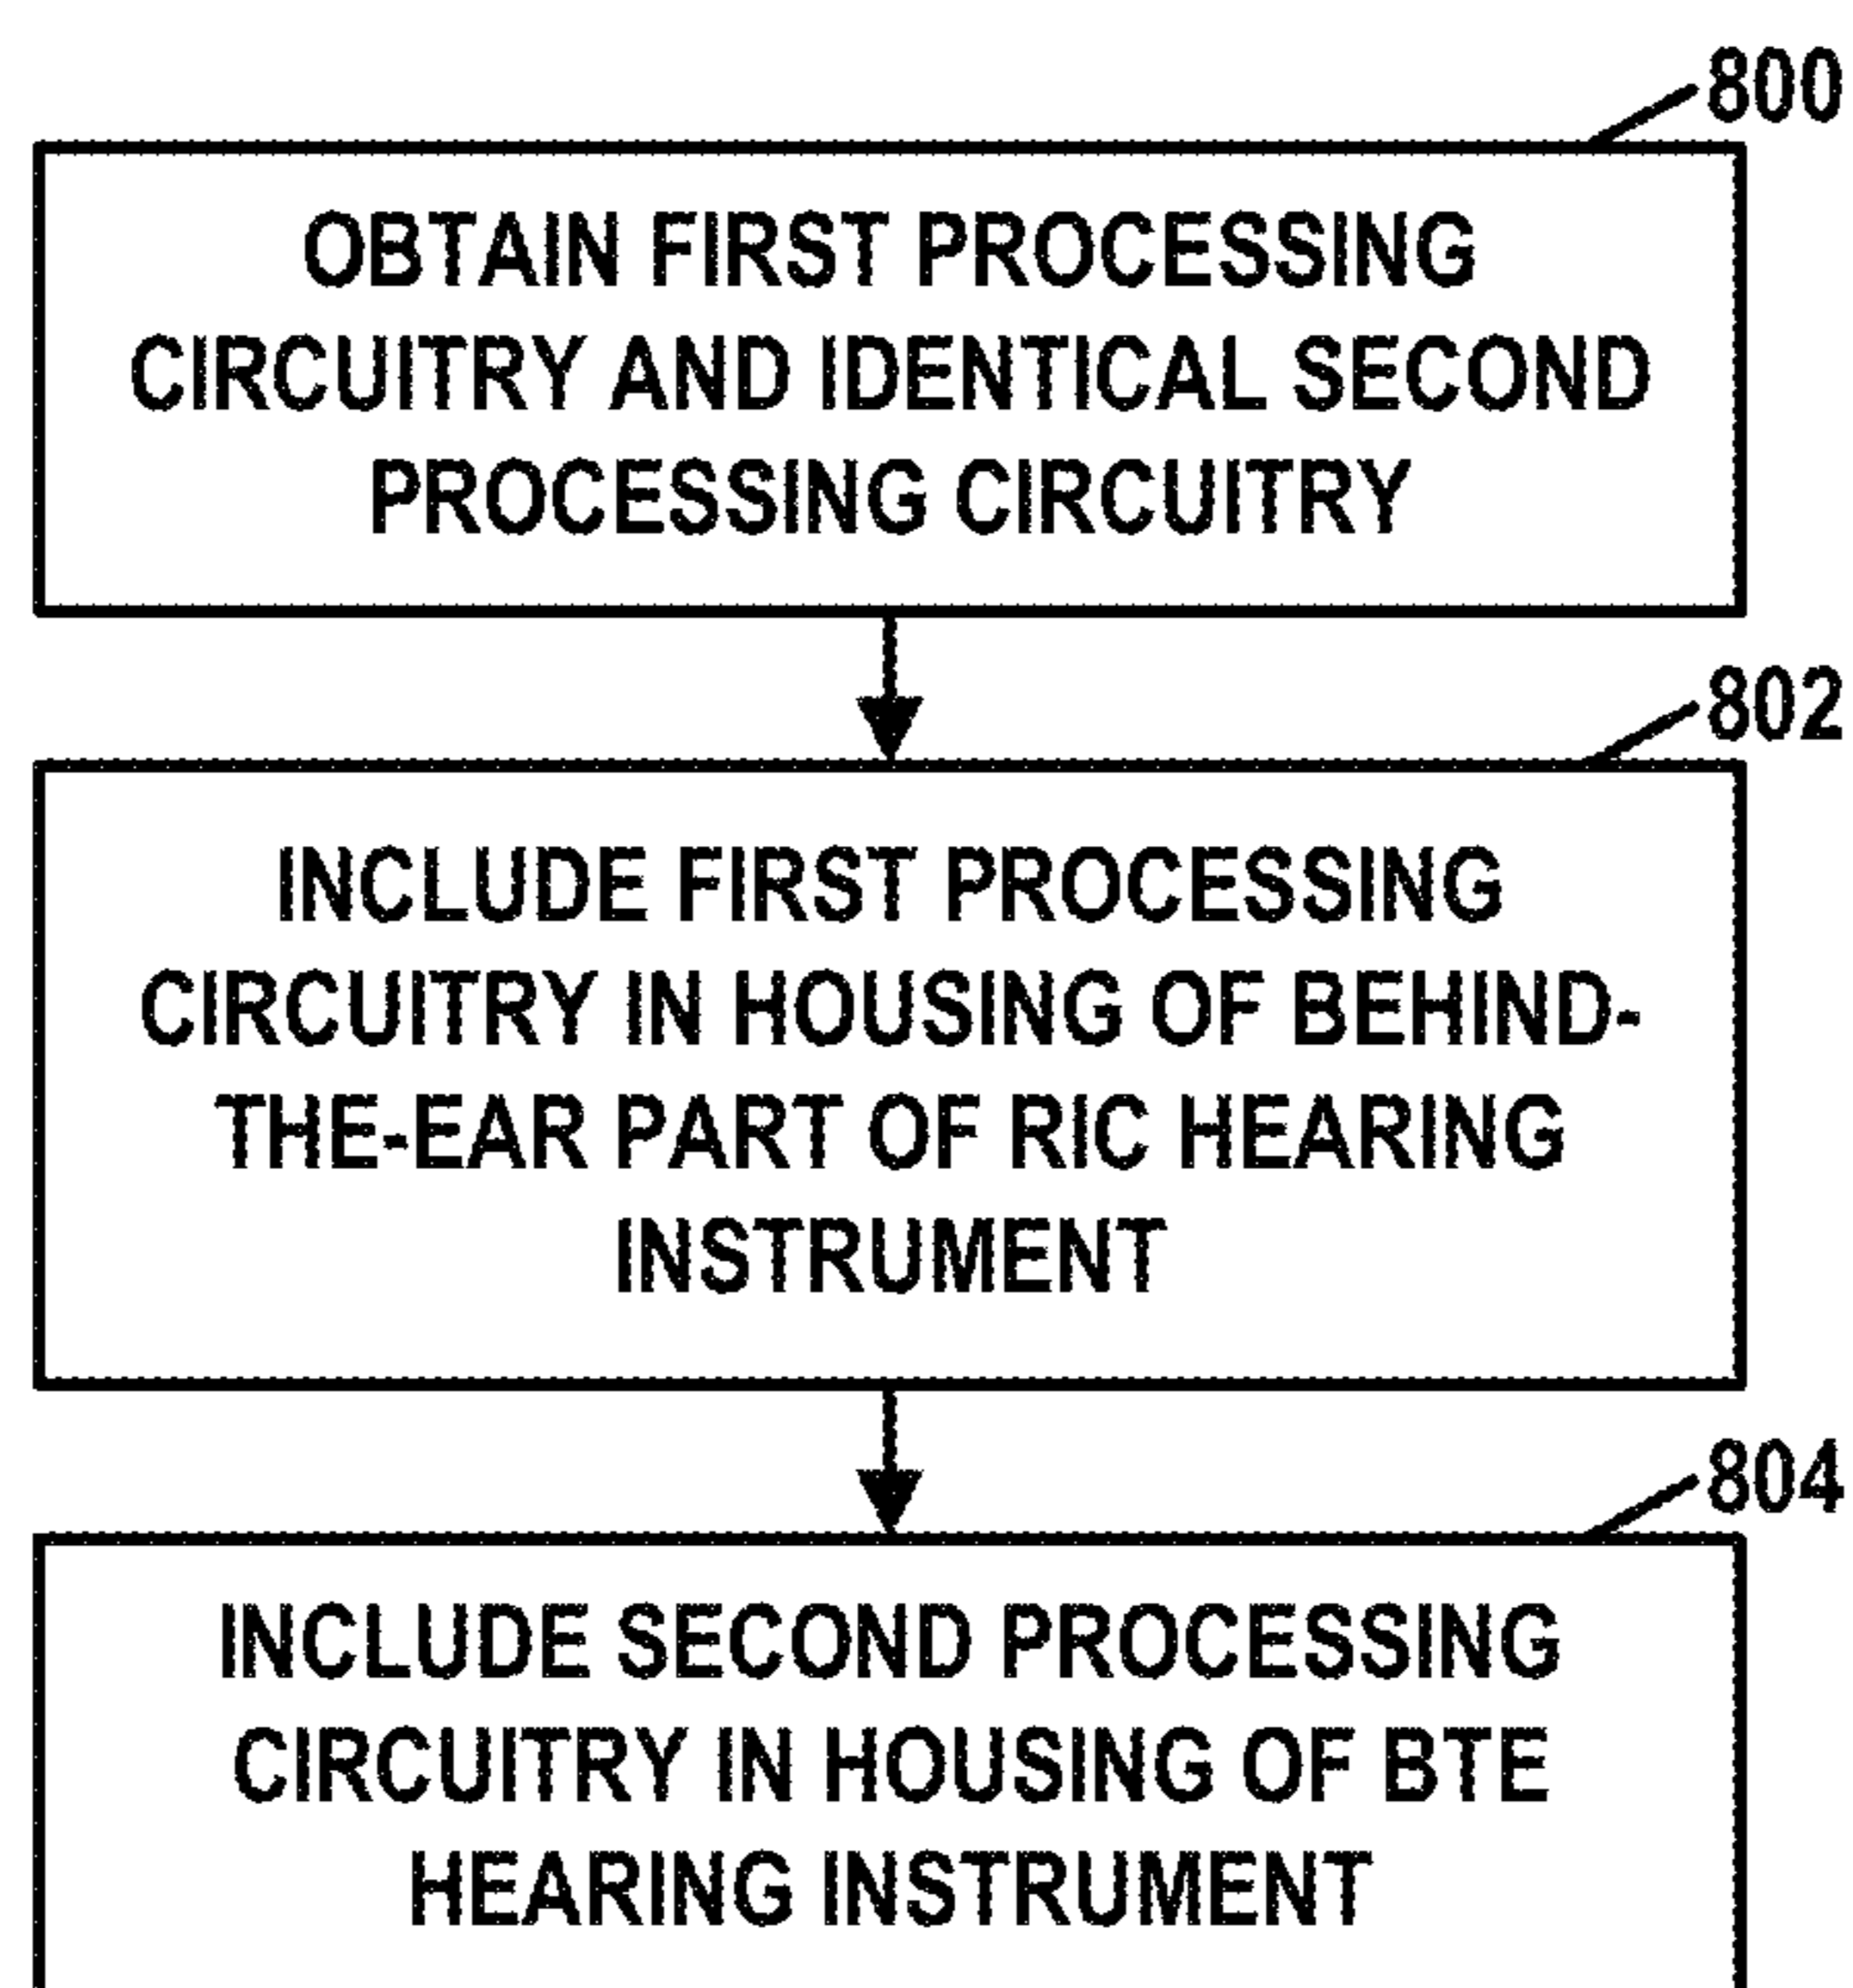 800
OBTAIN FIRST PROCESSING
CIRCUITRY AND IDENTICAL SECOND
PROCESSING CIRCUITRY
802
INCLUDE FIRST PROCESSING
CIRCUITRY IN HOUSING OF BEHIND-
THE-EAR PART OF RIC HEARING
INSTRUMENT
804
INCLUDE SECOND PROCESSING
CIRCUITRY IN HOUSING OF BTE
HEARING INSTRUMENT